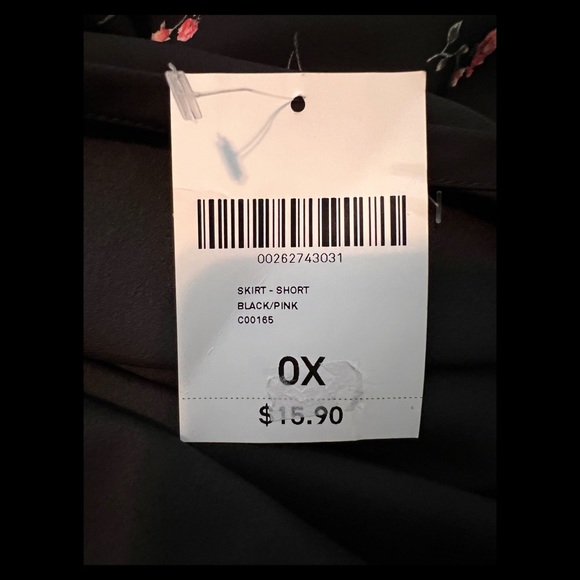 00262743031
SKIRT - SHORT
BLACK/PINK
C00165
0X
$15.90